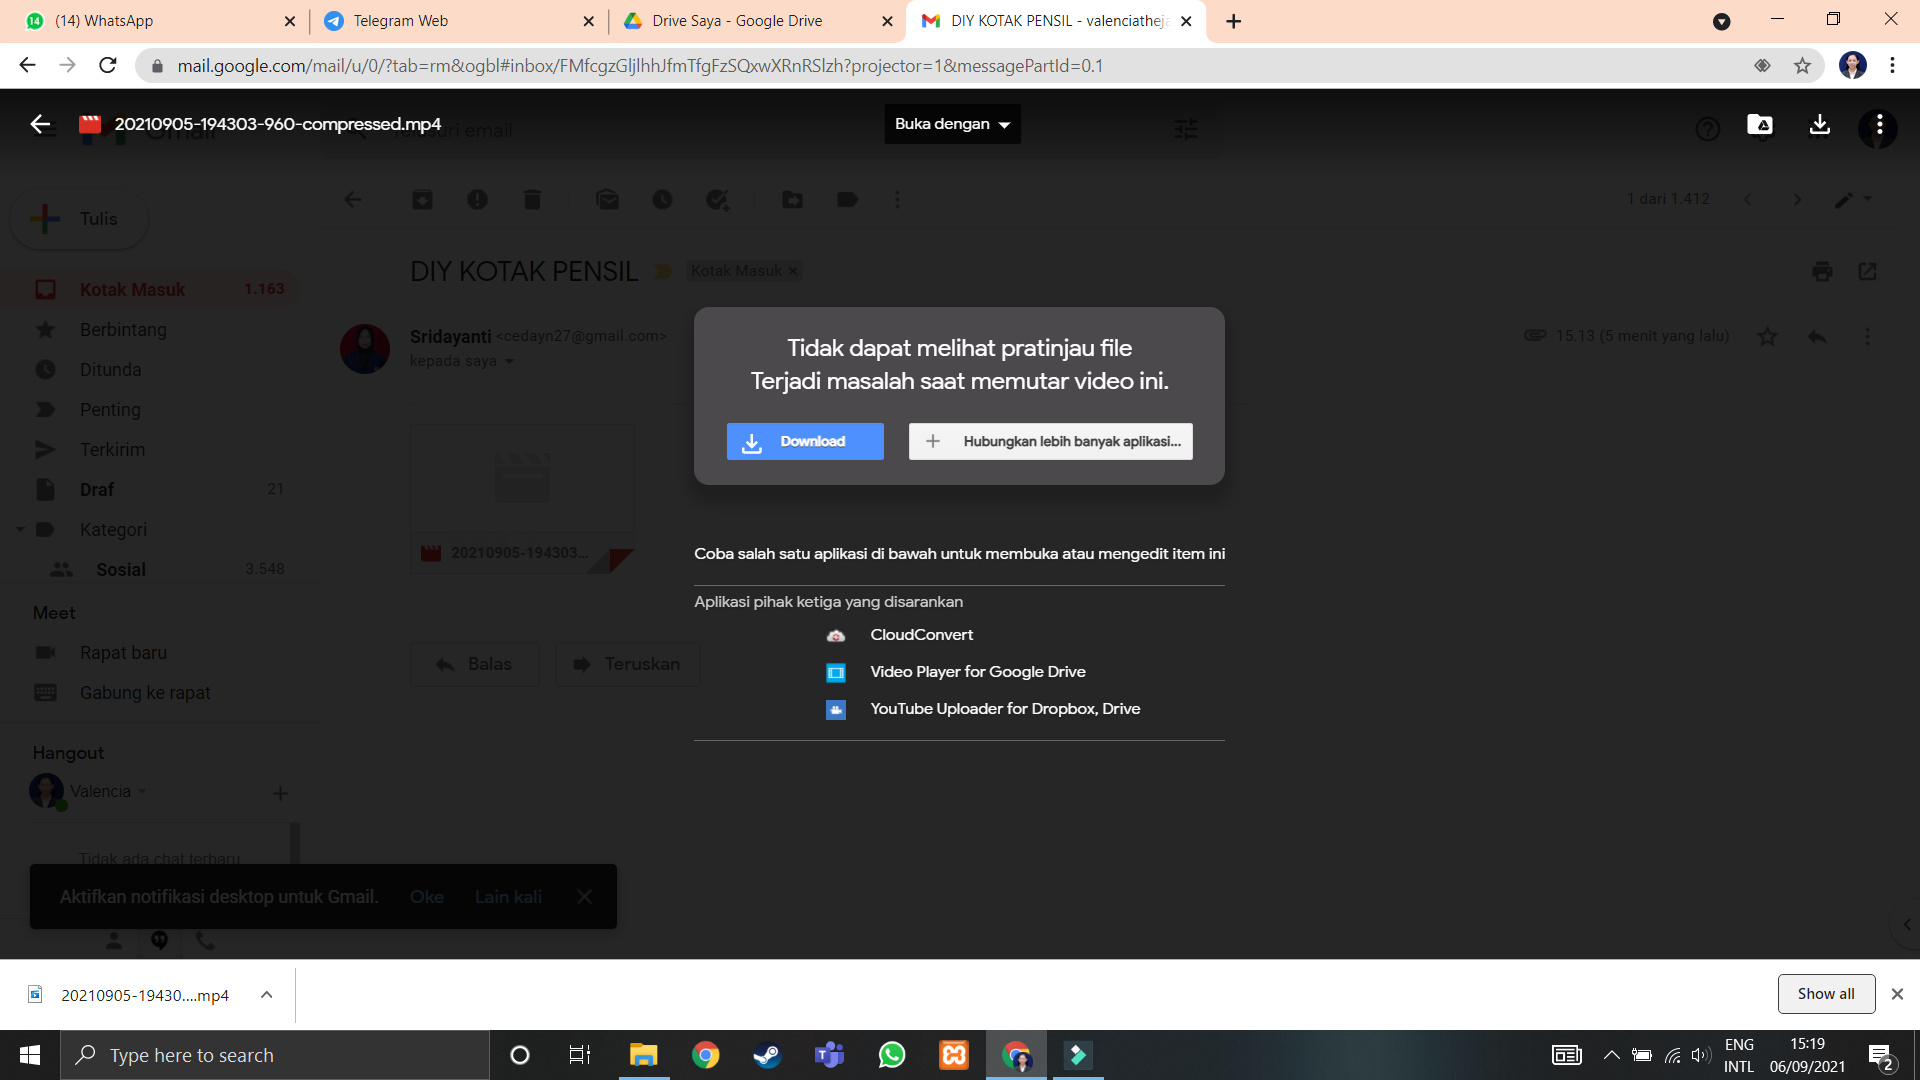 (14) WhatsApp
Telegram Web
Drive Saya - Google Drive
DIY KOTAK PENSIL - valenciathej
mail.google.com/mail/u/0/?tab=rm&ogbl#inbox/FMfcgzGljlhhJfmTfgFzSQxwXRnRSlzh?projector=1&messagePartId=0.1
20210905-194303-960-compressed.mp4
email
Buka dengan
Tulis
1 dari 1.412
DIY KOTAK PENSIL
Kotak Masuk ×
Kotak Masuk 1.163
Berbintang
Ditunda
Penting
Terkirim
Draf 21
Kategori
Sosial 3.548
Sridayanti <cedayn27@gmail.com>
kepada saya
15.13 (5 menit yang lalu)
Tidak dapat melihat pratinjau file
Terjadi masalah saat memutar video ini.
Download
Hubungkan lebih banyak aplikasi...
20210905-194303...
Coba salah satu aplikasi di bawah untuk membuka atau mengedit item ini
Aplikasi pihak ketiga yang disarankan
CloudConvert
Video Player for Google Drive
YouTube Uploader for Dropbox, Drive
Balas
Teruskan
Meet
Rapat baru
Gabung ke rapat
Hangout
Valencia
Tidak ada chat terbaru
Aktifkan notifikasi desktop untuk Gmail.
Oke
Lain kali
20210905-19430....mp4
Show all
Type here to search
ENG
INTL
15:19
06/09/2021
2